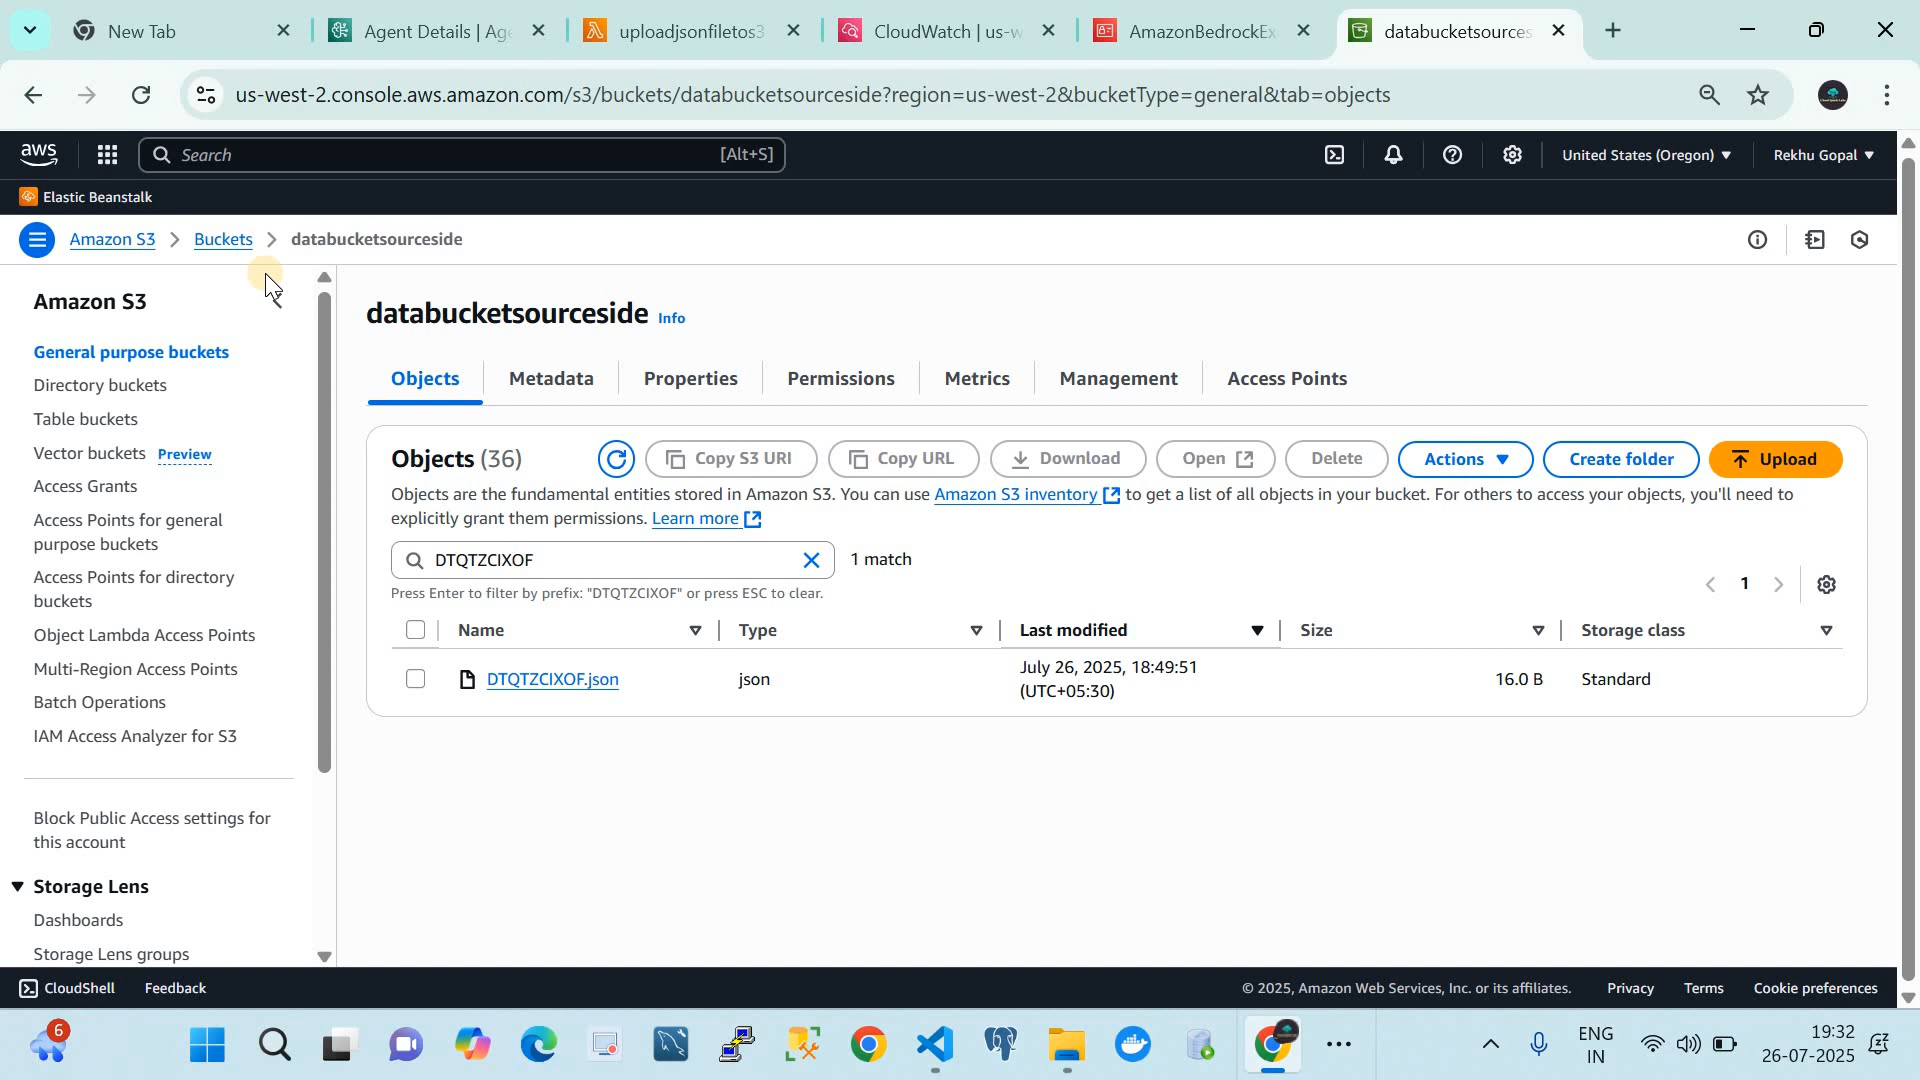 New Tab
Agent Details | Age
uploadjsonfiletos3
CloudWatch | us-w
AmazonBedrockEx
databucketsources
us-west-2.console.aws.amazon.com/s3/buckets/databucketsourceside?region=us-west-2&bucketType=general&tab=objects
aws
Search
[Alt+S]
United States (Oregon)
Rekhu Gopal
Elastic Beanstalk
Amazon S3
Buckets
databucketsourceside
Amazon S3
General purpose buckets
Directory buckets
Table buckets
Vector buckets Preview
Access Grants
Access Points for general
purpose buckets
Access Points for directory
buckets
Object Lambda Access Points
Multi-Region Access Points
Batch Operations
IAM Access Analyzer for S3
Block Public Access settings for
this account
Storage Lens
Dashboards
Storage Lens groups
databucketsourceside Info
Objects
Metadata
Properties
Permissions
Metrics
Management
Access Points
Objects (36)
Copy S3 URI
Copy URL
Download
Open
Delete
Actions
Create folder
Upload
Objects are the fundamental entities stored in Amazon S3. You can use Amazon S3 inventory to get a list of all objects in your bucket. For others to access your objects, you'll need to
explicitly grant them permissions. Learn more
DTQTZCIXOF
1 match
Press Enter to filter by prefix: "DTQTZCIXOF" or press ESC to clear.
1
Name
Type
Last modified
Size
Storage class
DTQTZCIXOF.json
json
July 26, 2025, 18:49:51
(UTC+05:30)
16.0 B
Standard
CloudShell
Feedback
© 2025, Amazon Web Services, Inc. or its affiliates.
Privacy
Terms
Cookie preferences
6
ENG
IN
19:32
26-07-2025